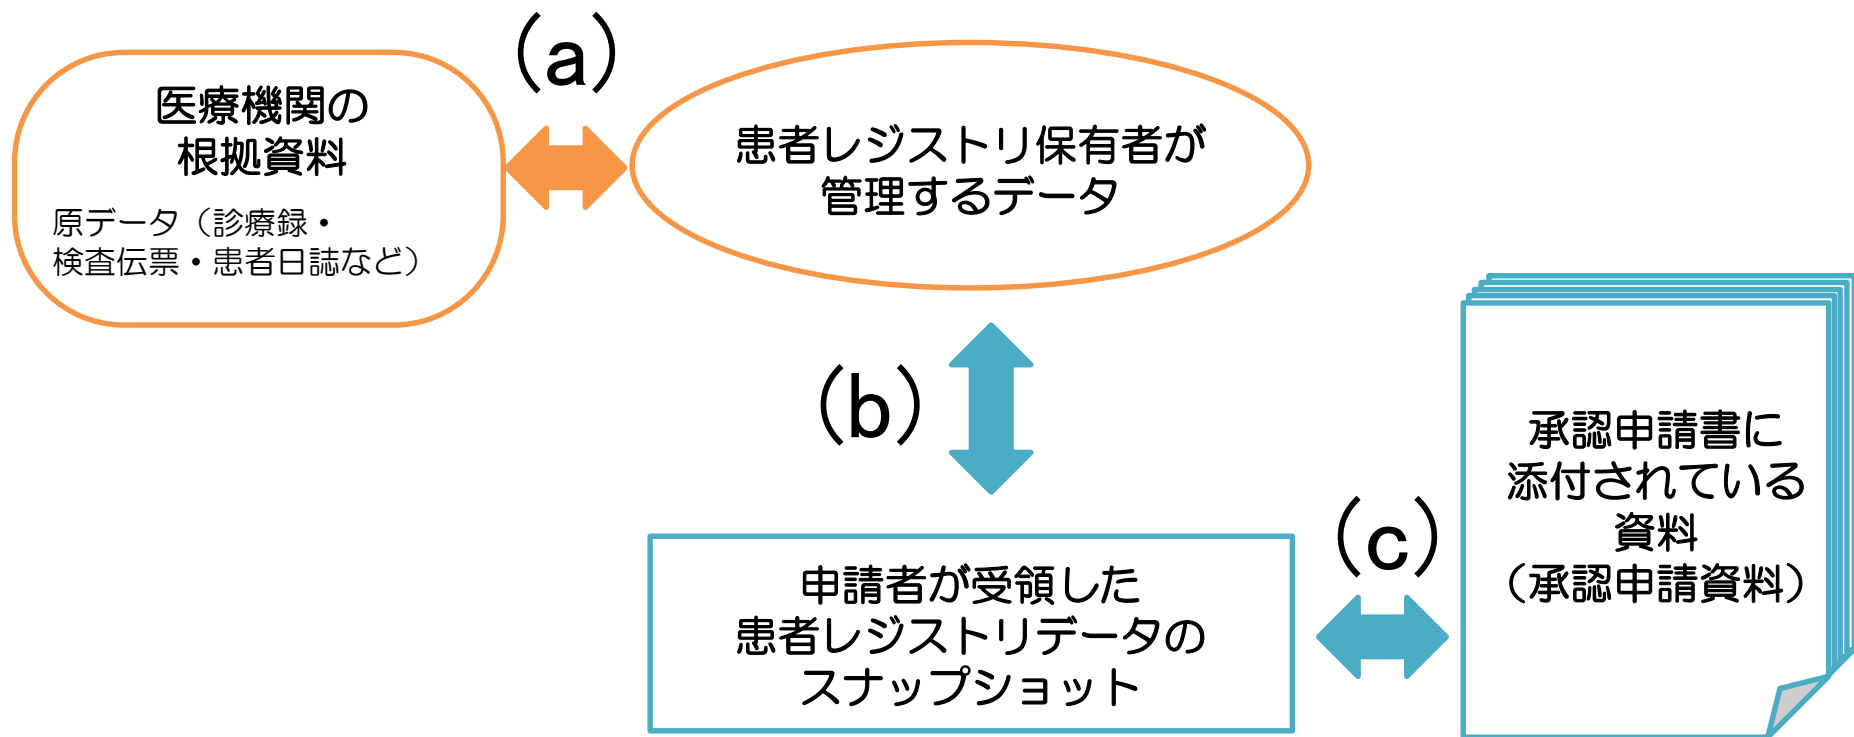 (a)
医療機関の
根拠資料
原データ（診療録・
検査伝票・患者日誌など）
患者レジストリ保有者が
管理するデータ
(b)
申請者が受領した
患者レジストリデータの
スナップショット
(c)
承認申請書に
添付されている
資料
（承認申請資料）